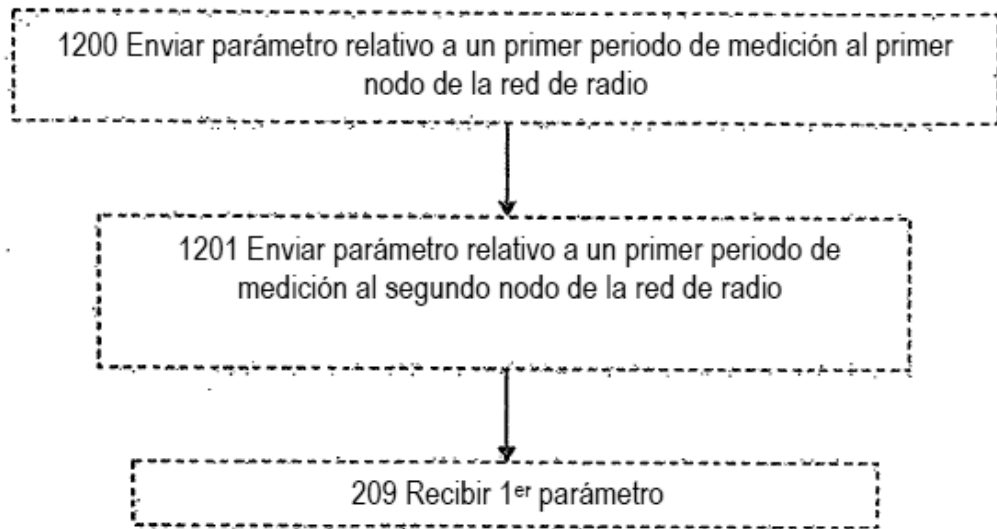 1200 Enviar parámetro relativo a un primer periodo de medición al primer
nodo de la red de radio
1201 Enviar parámetro relativo a un primer periodo de
medición al segundo nodo de la red de radio
209 Recibir 1er parámetro